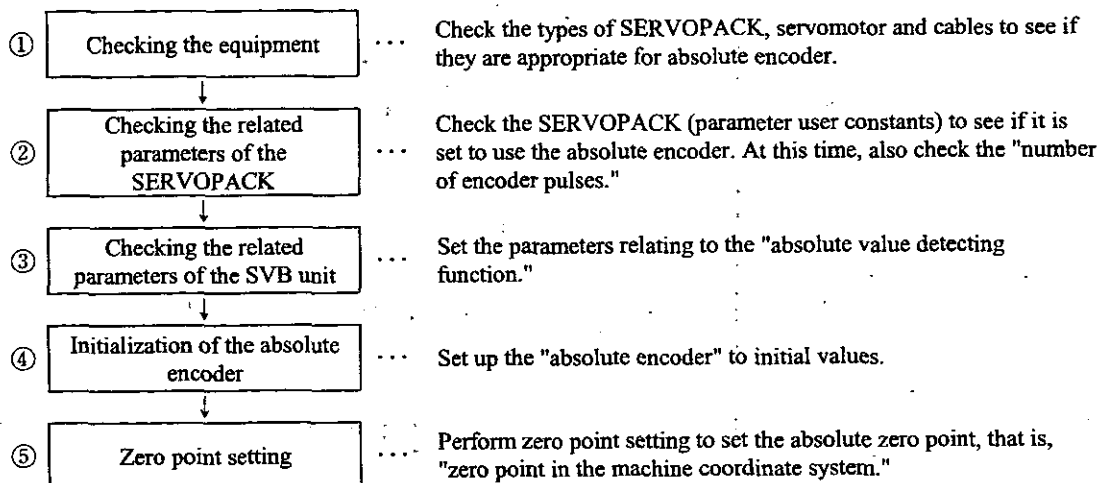 ① Checking the equipment ··· Check the types of SERVOPACK, servomotor and cables to see if
they are appropriate for absolute encoder.
② Checking the related
parameters of the
SERVOPACK
··· Check the SERVOPACK (parameter user constants) to see if it is
set to use the absolute encoder. At this time, also check the "number
of encoder pulses."
③ Checking the related
parameters of the SVB unit
··· Set the parameters relating to the "absolute value detecting
function."
④ Initialization of the absolute
encoder
··· Set up the "absolute encoder" to initial values.
⑤ Zero point setting ···· Perform zero point setting to set the absolute zero point, that is,
"zero point in the machine coordinate system."